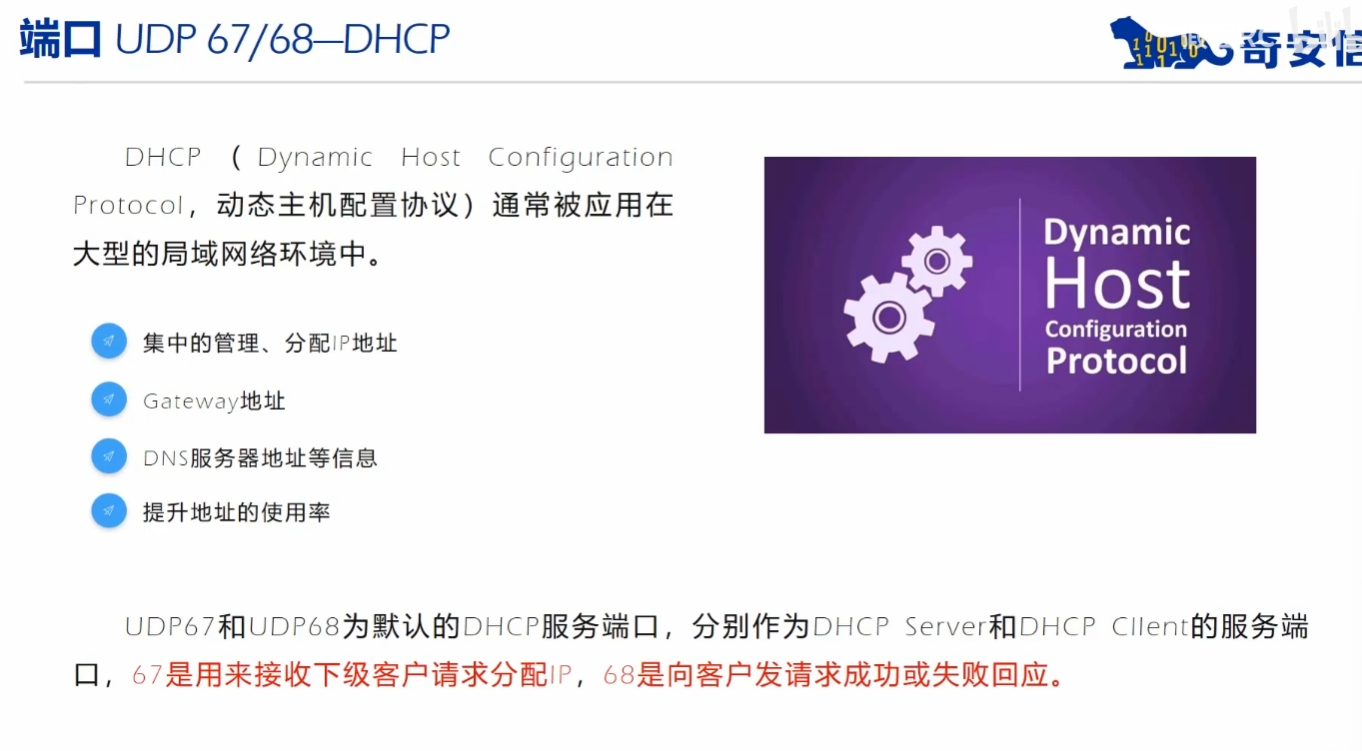 端口 UDP 67/68—DHCP
奇安信
DHCP （Dynamic Host Configuration
Protocol，动态主机配置协议）通常被应用在
大型的局域网络环境中。
集中的管理、分配IP地址
Gateway地址
DNS服务器地址等信息
提升地址的使用率
Dynamic
Host
Configuration
Protocol
UDP67和UDP68为默认的DHCP服务端口，分别作为DHCP Server和DHCP CIIent的服务端
口，67是用来接收下级客户请求分配IP，68是向客户发请求成功或失败回应。